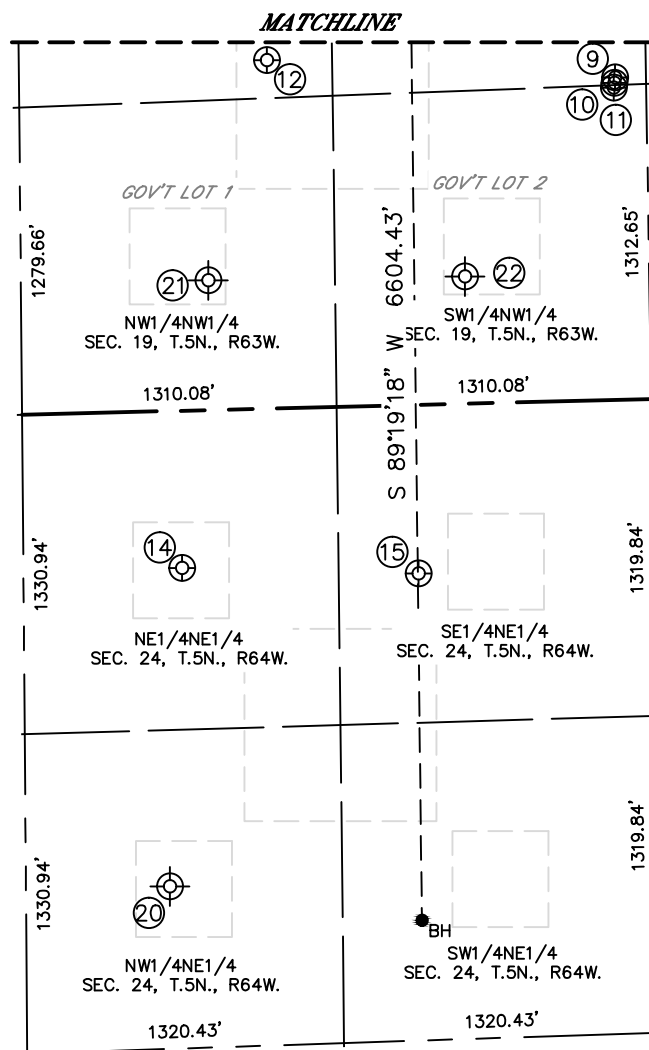 MATCHLINE
9
12
10
11
GOV'T LOT 1
GOV'T LOT 2
1279.66'
S 89°19'18" W 6604.43'
1312.65'
21
22
NW1/4NW1/4
SEC. 19, T.5N., R63W.
SW1/4NW1/4
SEC. 19, T.5N., R63W.
1310.08'
1310.08'
14
15
1330.94'
1319.84'
NE1/4NE1/4
SEC. 24, T.5N., R64W.
SE1/4NE1/4
SEC. 24, T.5N., R64W.
1330.94'
1319.84'
20
BH
NW1/4NE1/4
SEC. 24, T.5N., R64W.
SW1/4NE1/4
SEC. 24, T.5N., R64W.
1320.43'
1320.43'